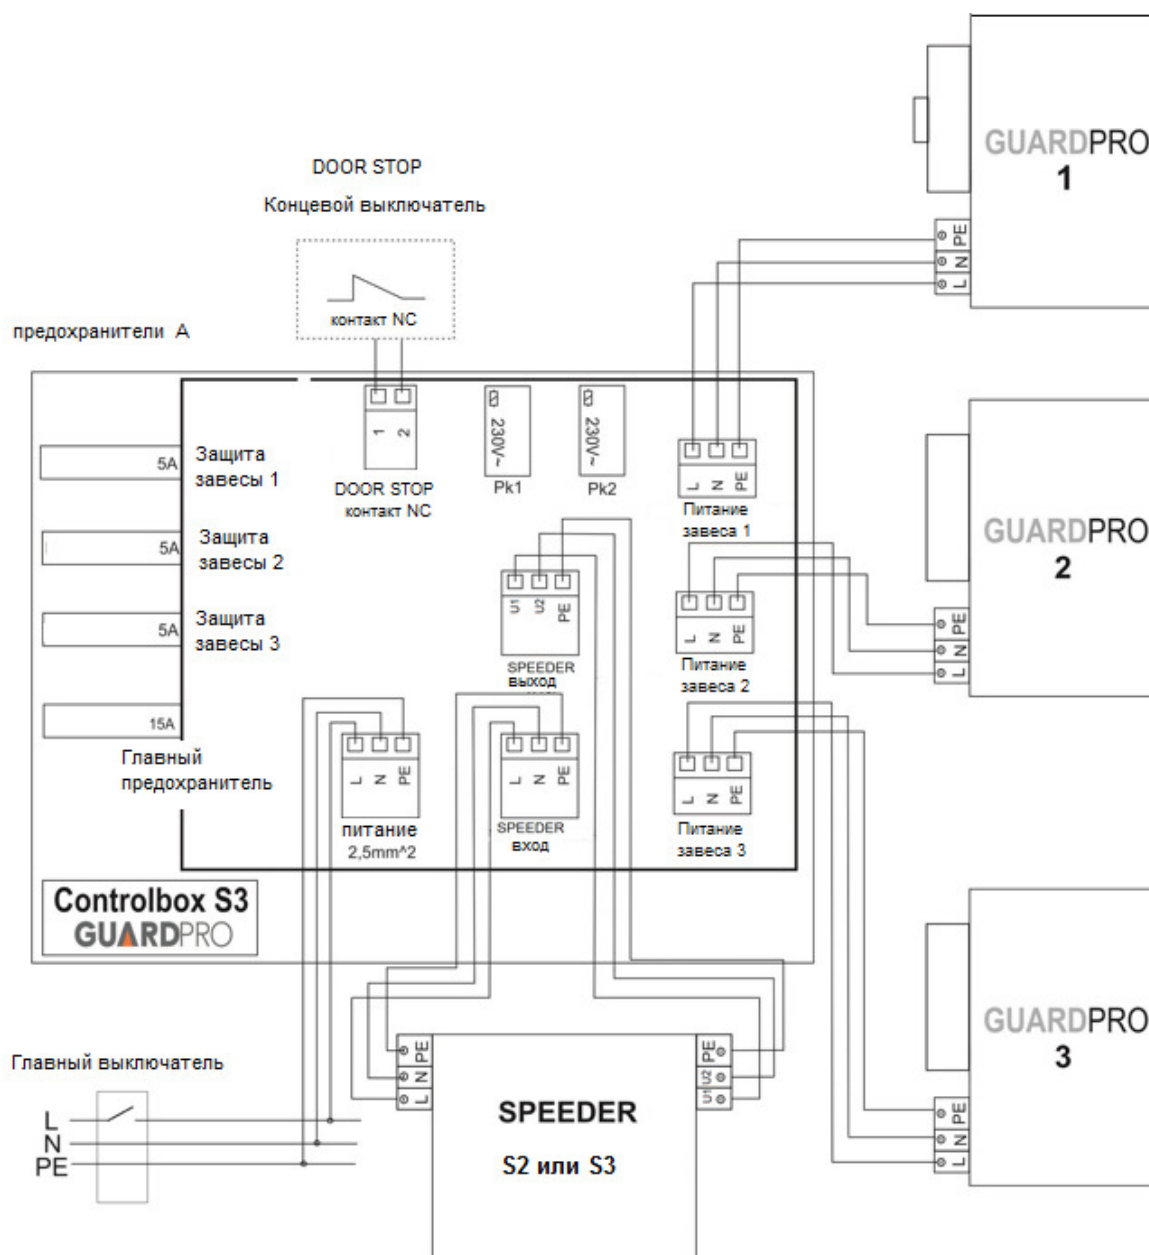 GUARDPRO
1
PE
N
L
DOOR STOP
Концевой выключатель
контакт NC
предохранители А
5A
Защита
завесы 1
5A
Защита
завесы 2
5A
Защита
завесы 3
15A
Главный
предохранитель
1
2
DOOR STOP
контакт NC
230V~
Pk1
230V~
Pk2
L
N
PE
Питание
завеса 1
U1
U2
PE
SPEEDER
выход
L
N
PE
Питание
завеса 2
GUARDPRO
2
PE
N
L
L
N
PE
питание
2,5mm^2
L
N
PE
SPEEDER
вход
L
N
PE
Питание
завеса 3
Controlbox S3
GUARDPRO
GUARDPRO
3
PE
N
L
Главный выключатель
L
N
PE
PE
N
L
SPEEDER
S2 или S3
PE
U2
U1